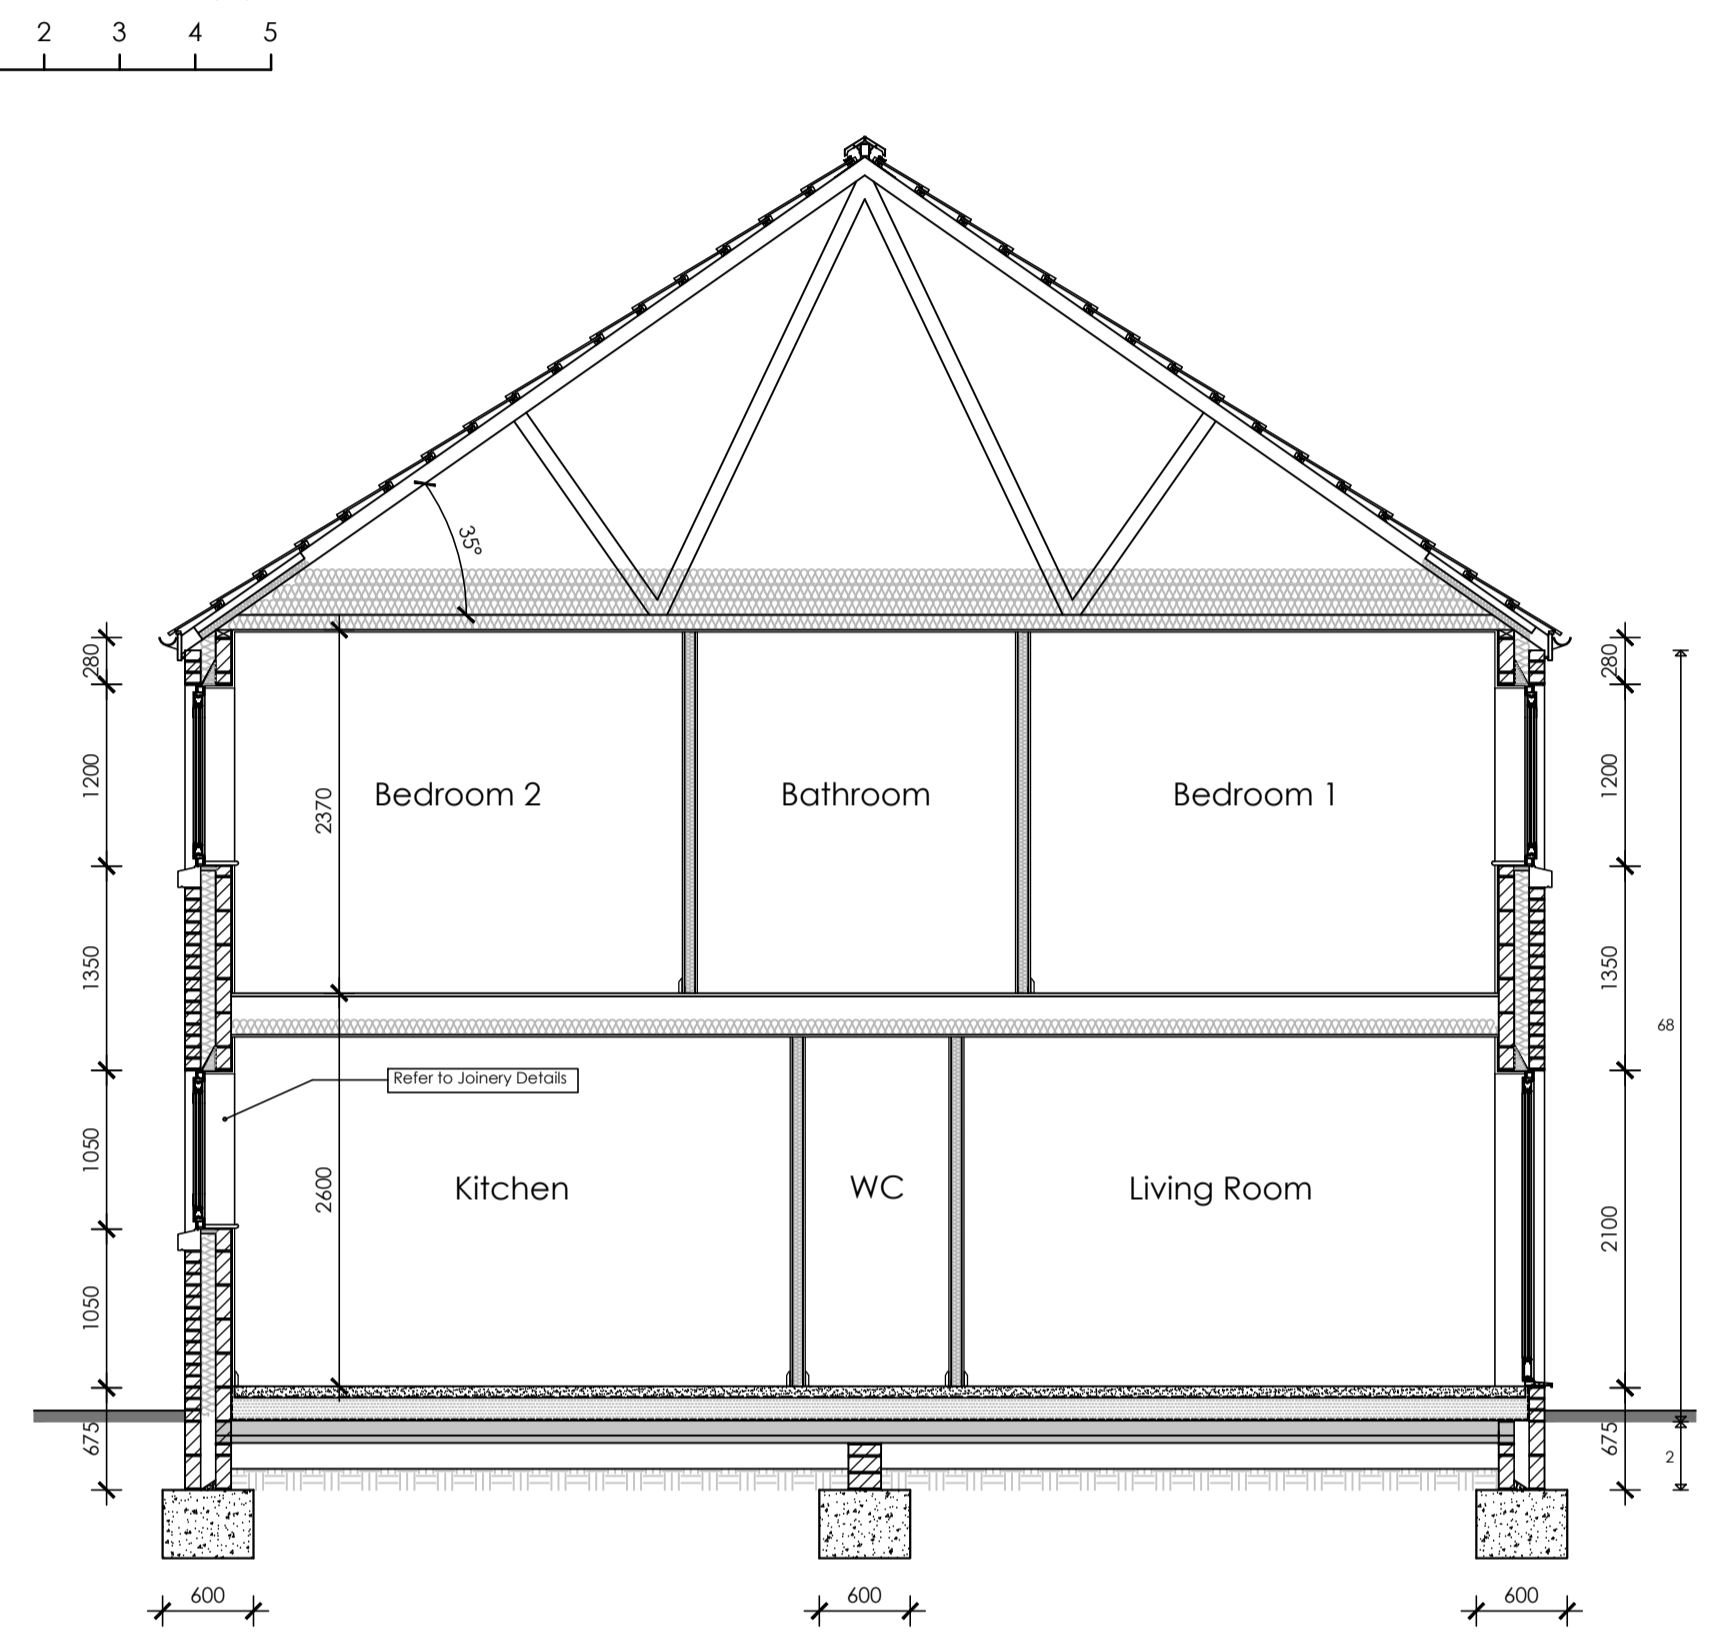 2 3 4 5
35°
280
280
1200
2370
Bedroom 2
Bathroom
Bedroom 1
1200
1350
1350
68
Refer to Joinery Details
1050
2600
Kitchen
WC
Living Room
2100
1050
675
675
2
600
600
600